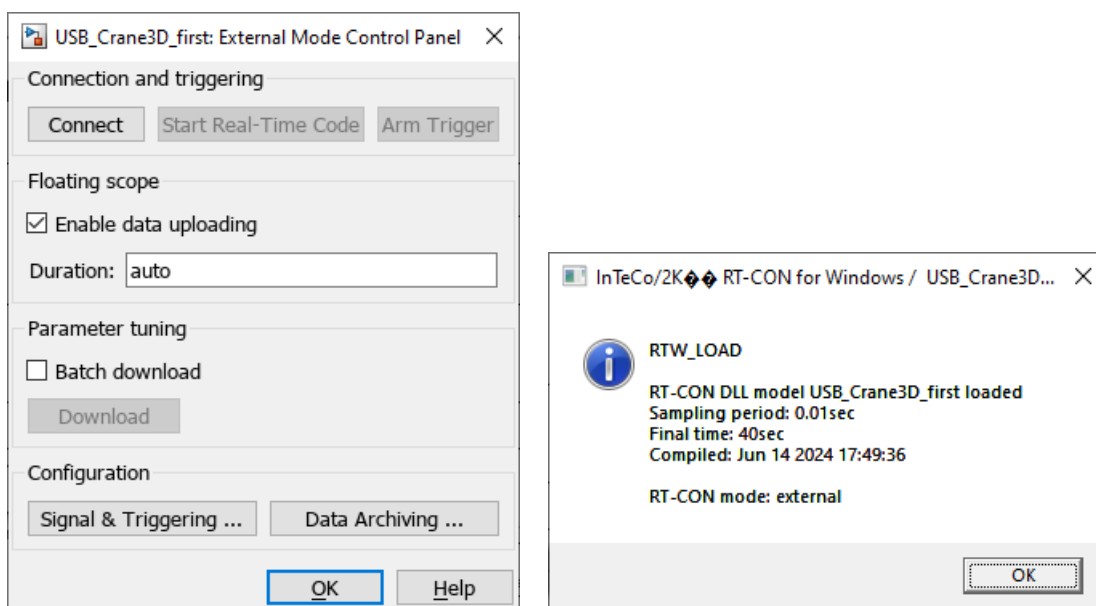 USB_Crane3D_first: External Mode Control Panel
Connection and triggering
Connect Start Real-Time Code Arm Trigger
Floating scope
Enable data uploading
Duration: auto
Parameter tuning
Batch download
Download
Configuration
Signal & Triggering ... Data Archiving ...
OK Help
InTeCo/2K�� RT-CON for Windows / USB_Crane3D...
RTW_LOAD
RT-CON DLL model USB_Crane3D_first loaded
Sampling period: 0.01sec
Final time: 40sec
Compiled: Jun 14 2024 17:49:36
RT-CON mode: external
OK